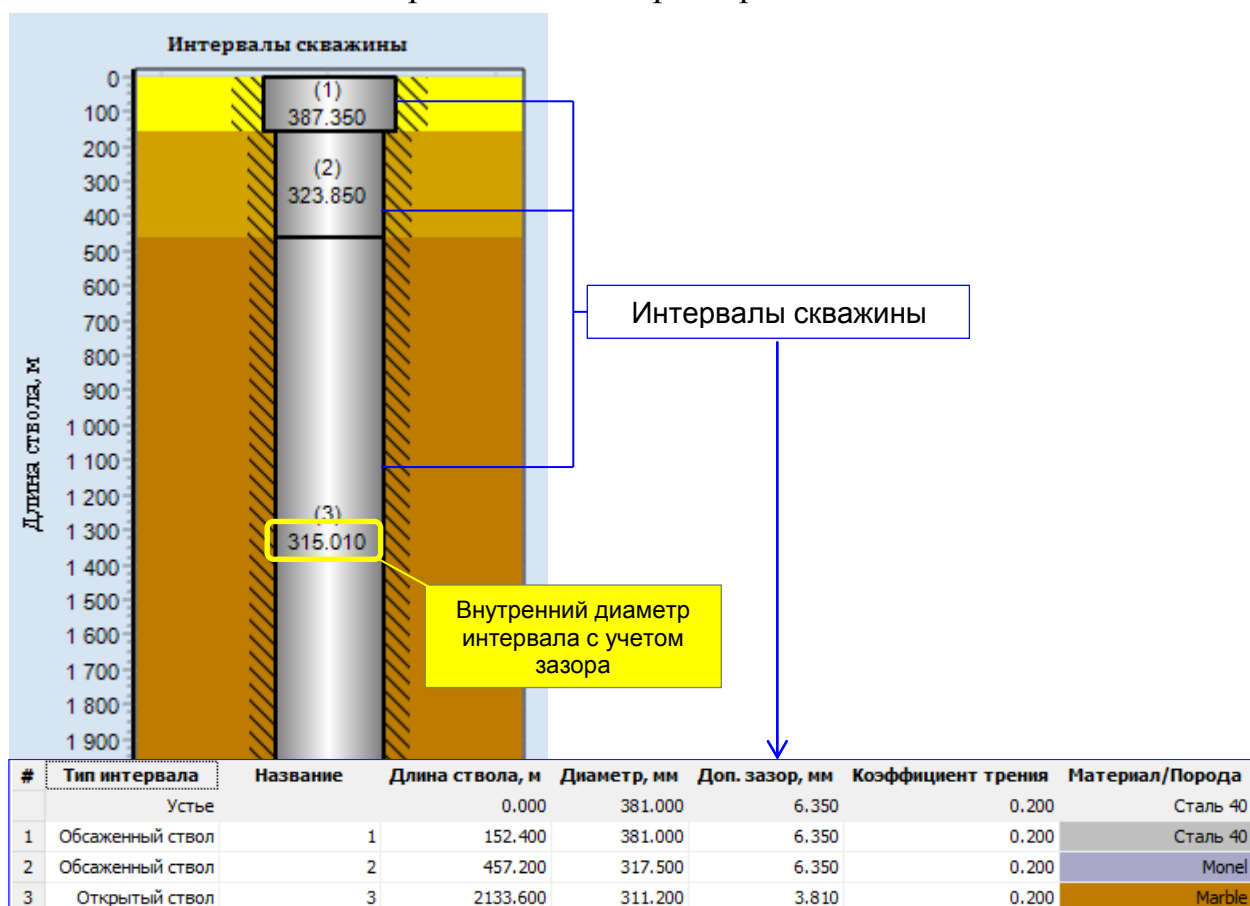 Интервалы скважины
0
100
200
300
400
500
600
700
800
900
1 000
1 100
1 200
1 300
1 400
1 500
1 600
1 700
1 800
1 900
Длина ствола, м
(1)
387.350
(2)
323.850
(3)
315.010
Интервалы скважины
Внутренний диаметр
интервала с учетом
зазора
# Тип интервала Название Длина ствола, м Диаметр, мм Доп. зазор, мм Коэффициент трения Материал/Порода
Устье 0.000 381.000 6.350 0.200 Сталь 40
1 Обсаженный ствол 1 152.400 381.000 6.350 0.200 Сталь 40
2 Обсаженный ствол 2 457.200 317.500 6.350 0.200 Monel
3 Открытый ствол 3 2133.600 311.200 3.810 0.200 Marble